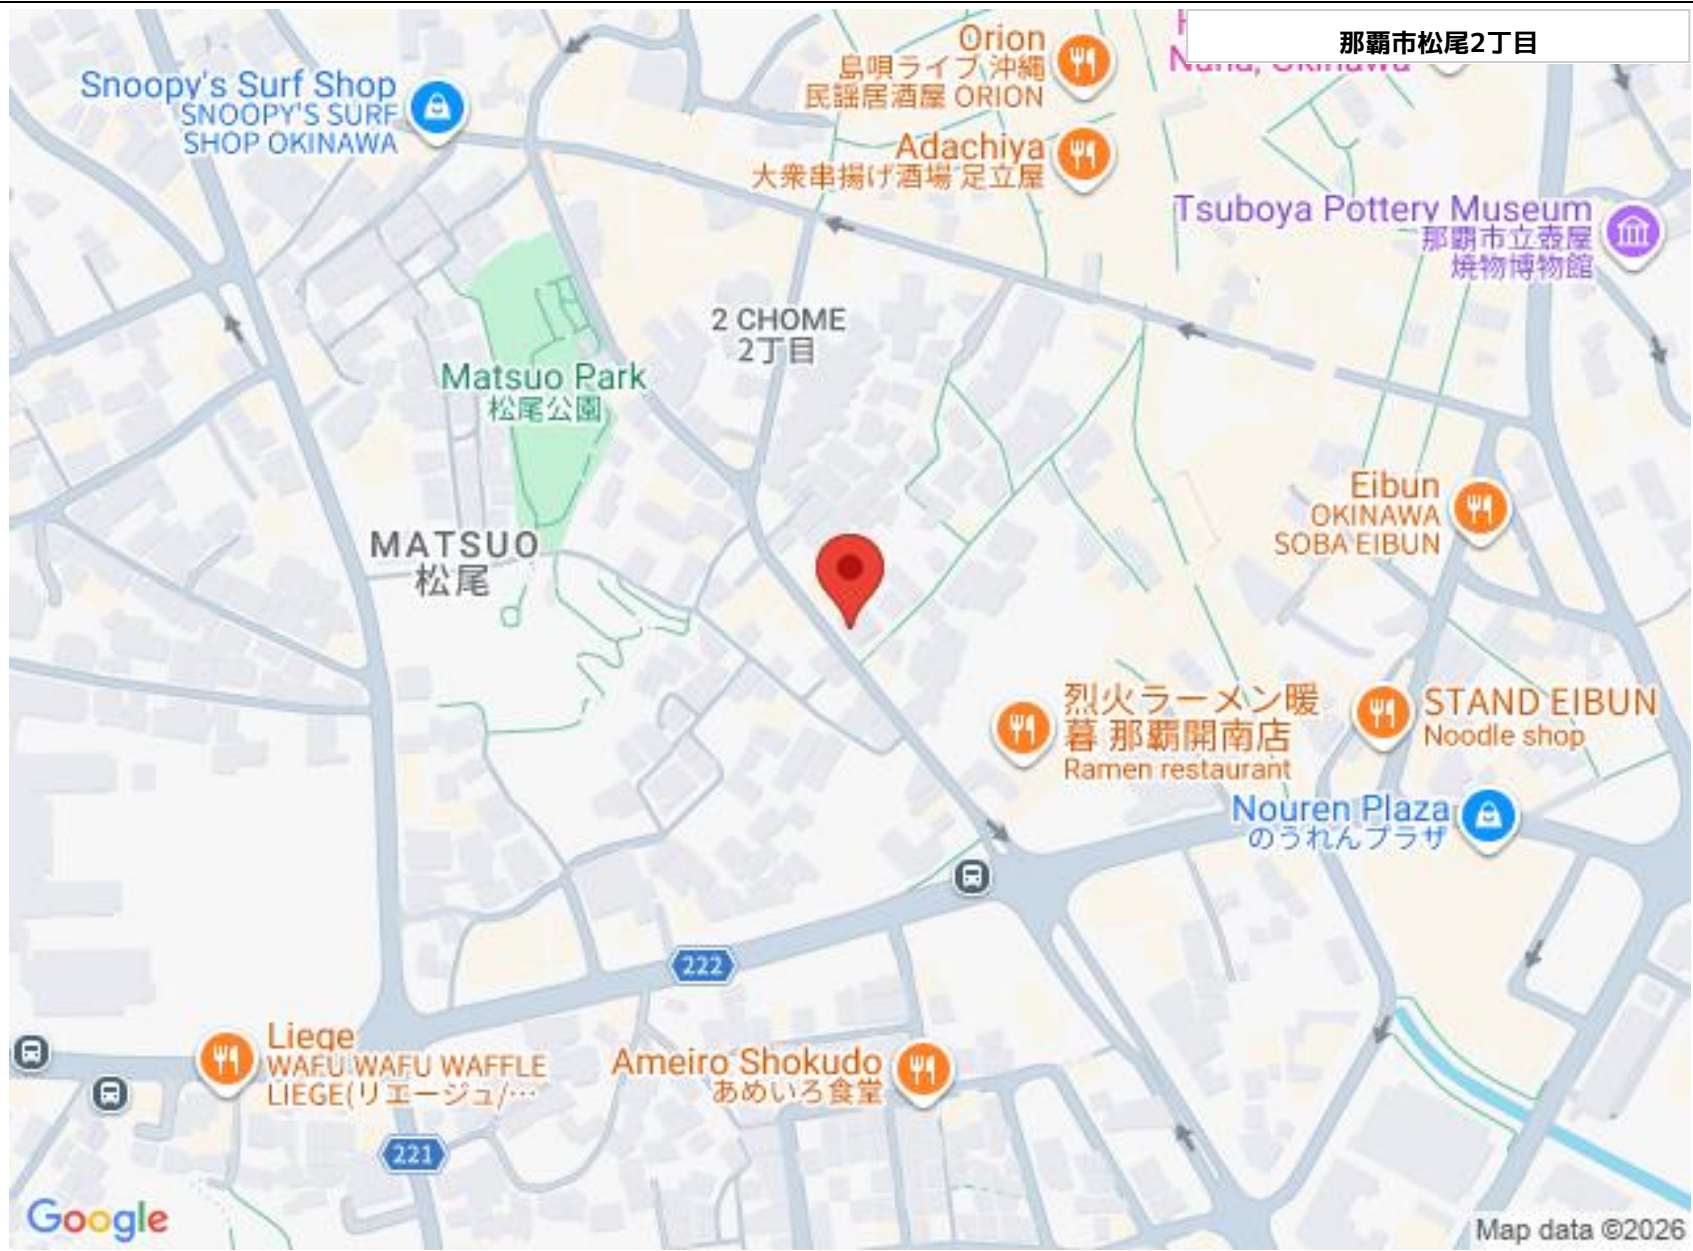 那覇市松尾2丁目
Orion
島唄ライブ 沖縄
民謡居酒屋 ORION
Snoopy's Surf Shop
SNOOPY'S SURF
SHOP OKINAWA
Adachiya
大衆串揚げ酒場 足立屋
Tsuboya Pottery Museum
那覇市立壺屋
焼物博物館
2 CHOME
2丁目
Matsuo Park
松尾公園
Eibun
OKINAWA
SOBA EIBUN
MATSUO
松尾
烈火ラーメン暖
暮 那覇開南店
Ramen restaurant
STAND EIBUN
Noodle shop
Nouren Plaza
のうれんプラザ
222
Liege
WAFU WAFU WAFFLE
LIEGE(リエージュ/…
Ameiro Shokudo
あめいろ食堂
221
Google
Map data ©2026